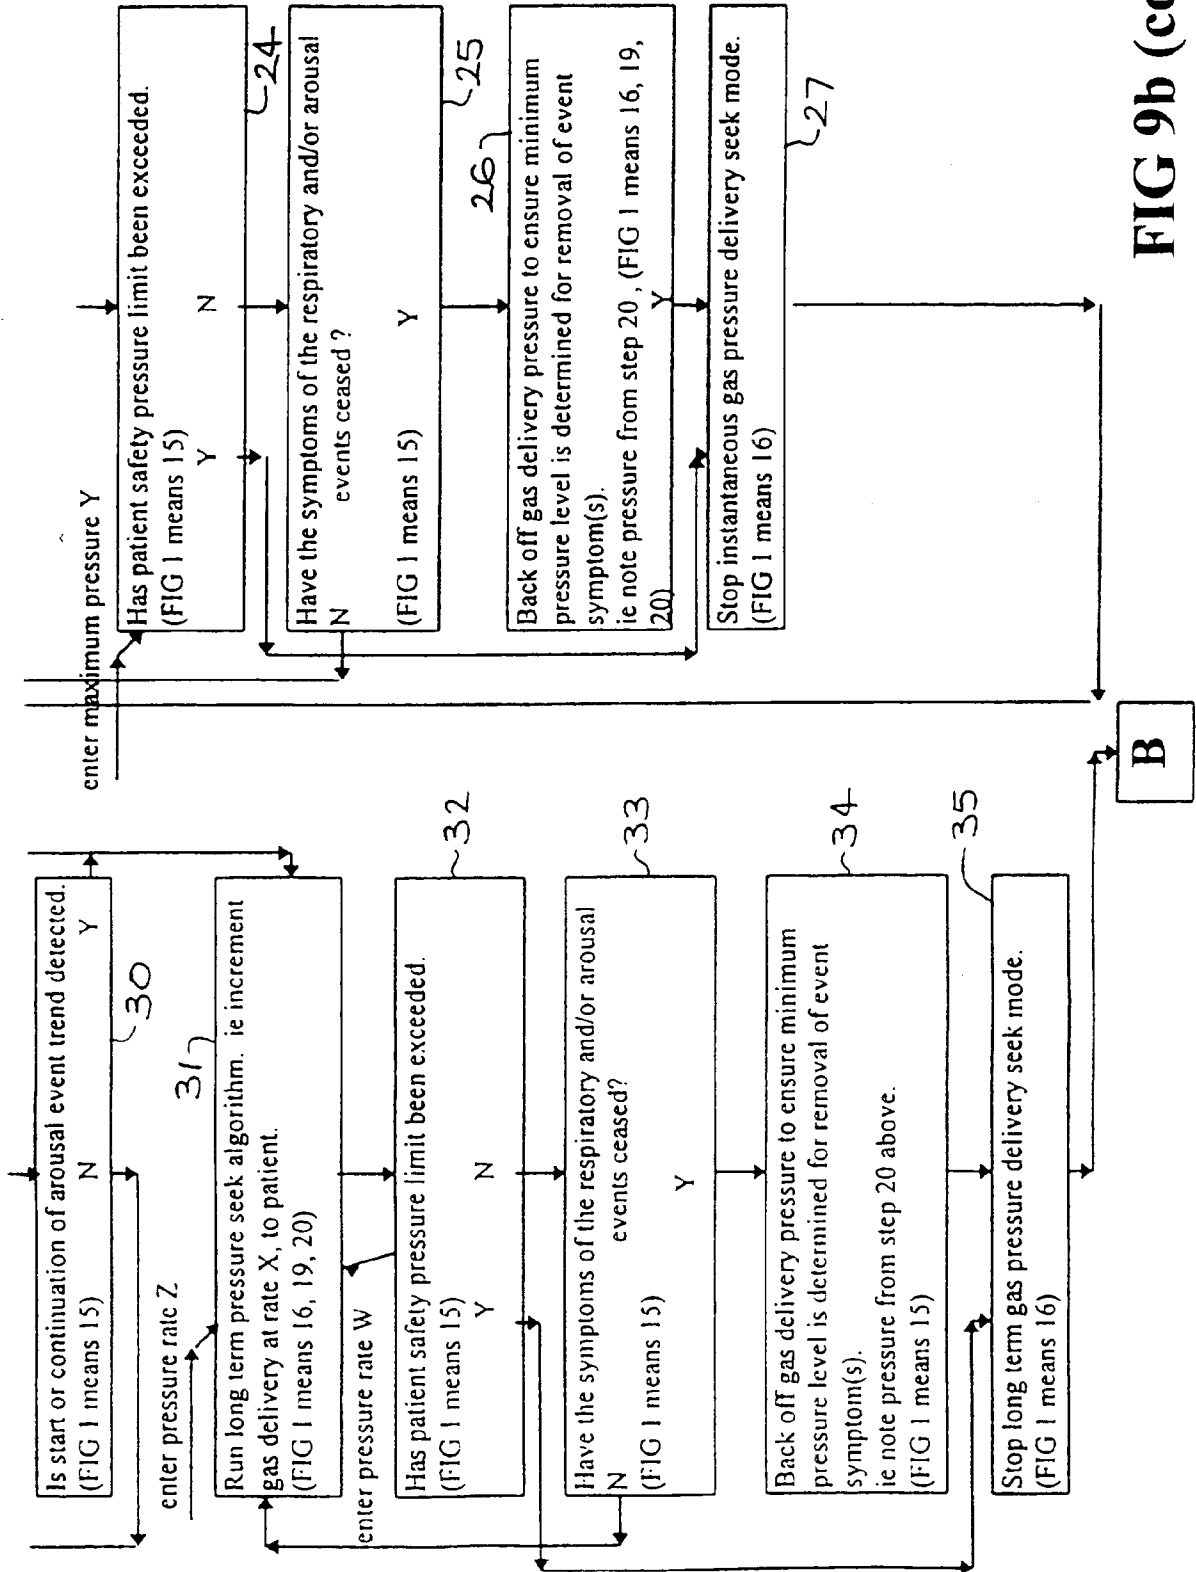 Is start or continuation of arousal event trend detected.
(FIG 1 means 15)
N
Y
30
enter pressure rate Z
31
Run long term pressure seek algorithm. ie increment
gas delivery at rate X, to patient.
(FIG 1 means 16, 19, 20)
enter pressure rate W
32
Has patient safety pressure limit been exceeded.
(FIG 1 means 15)
Y
N
33
Have the symptoms of the respiratory and/or arousal
N
events ceased?
(FIG 1 means 15)
Y
34
Back off gas delivery pressure to ensure minimum
pressure level is determined for removal of event
symptom(s).
ie note pressure from step 20 above.
(FIG 1 means 15)
35
Stop long term gas pressure delivery seek mode.
(FIG 1 means 16)
enter maximum pressure Y
Has patient safety pressure limit been exceeded.
(FIG 1 means 15)
Y
N
24
Have the symptoms of the respiratory and/or arousal
N
events ceased ?
(FIG 1 means 15)
Y
25
26
Back off gas delivery pressure to ensure minimum
pressure level is determined for removal of event
symptom(s).
ie note pressure from step 20 , (FIG 1 means 16, 19,
20)
Y
Stop instantaneous gas pressure delivery seek mode.
(FIG 1 means 16)
27
B
FIG 9b (co